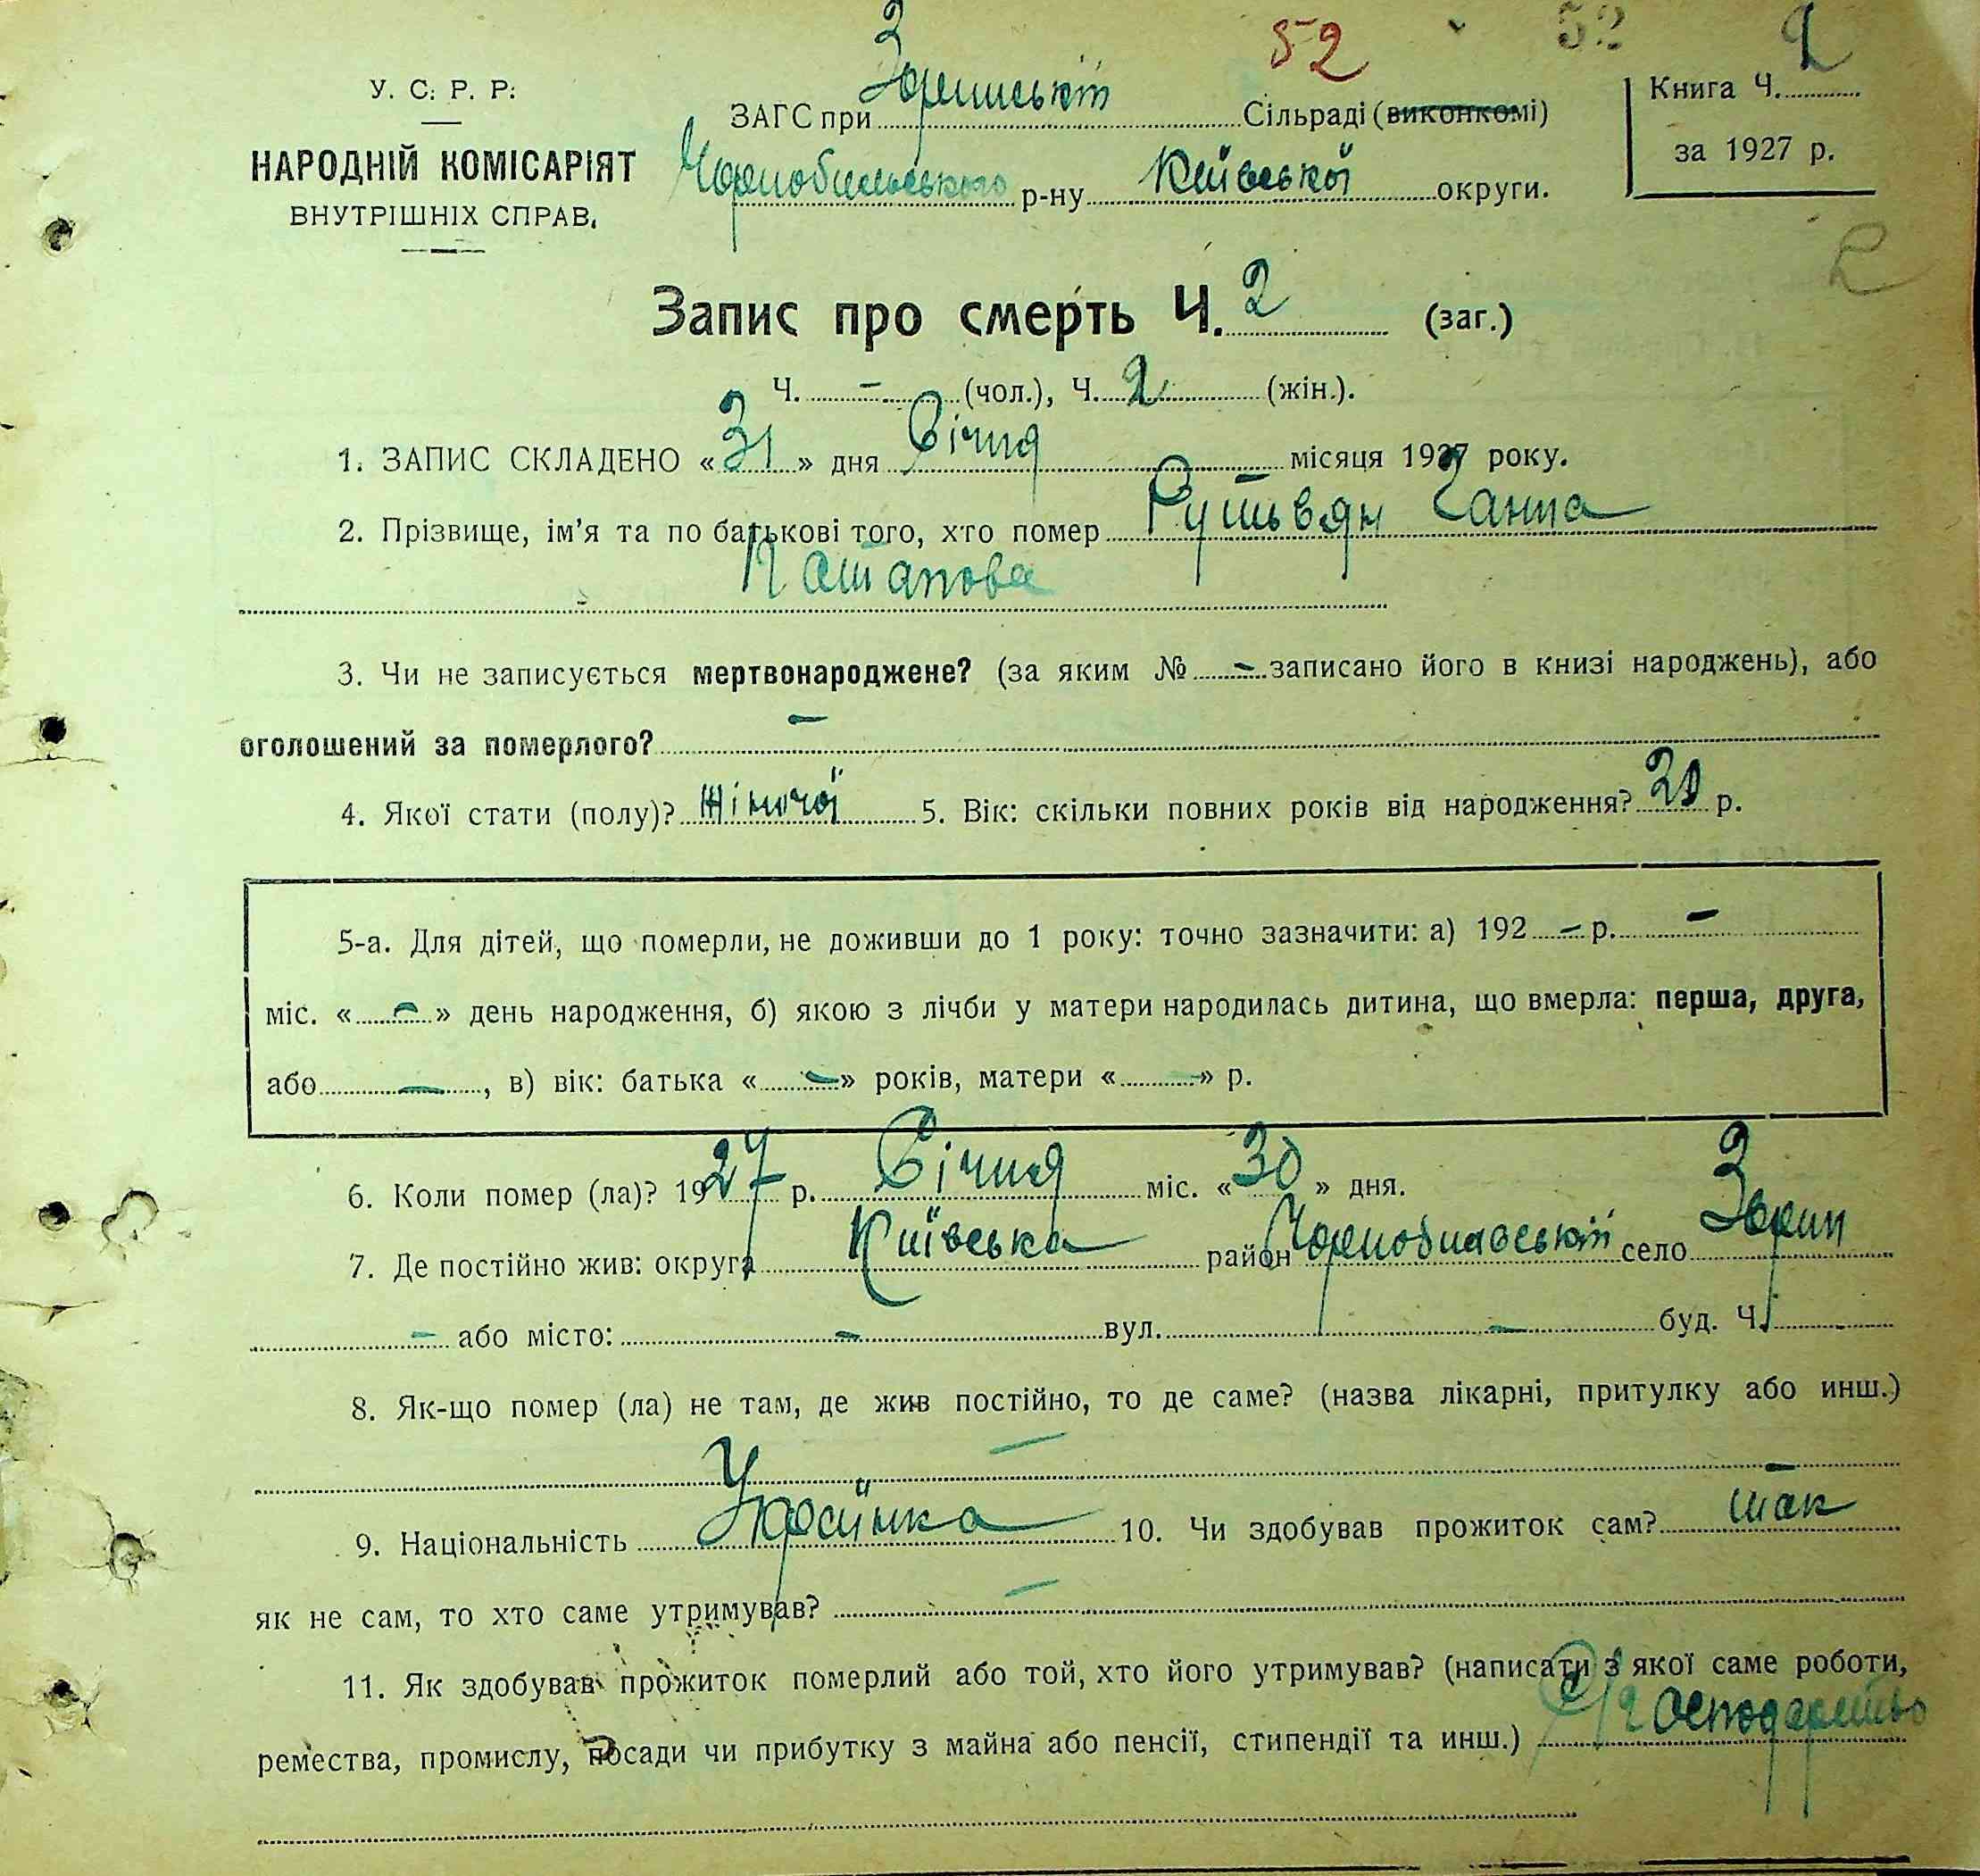 52 52
У. С. Р. Р.
НАРОДНІЙ КОМІСАРІЯТ
ВНУТРІШНІХ СПРАВ.
ЗАГС при Зоринській Сільраді (виконкомі)
Чорнобильського р-ну Київської округи.
Книга Ч. 2
за 1927 р.
2
Запис про смерть Ч. 2 (заг.)
Ч. – (чол.), Ч. 2 (жін.).
1. ЗАПИС СКЛАДЕНО «31» дня Січня місяця 1927 року.
2. Прізвище, ім’я та по батькові того, хто помер Ганна
Патапова
3. Чи не записується мертвонароджене? (за яким № – записано його в книзі народжень), або
оголошений за померлого? –
4. Якої стати (полу)? Жіночої 5. Вік: скільки повних років від народження? р.
5-а. Для дітей, що померли, не доживши до 1 року: точно зазначити: а) 192 – р. –
міс. « – » день народження, б) якою з лічби у матери народилась дитина, що вмерла: перша, друга,
або – , в) вік: батька « – » років, матери « – » р.
6. Коли помер (ла)? 1927 р. Січня міс. «30» дня.
7. Де постійно жив: округа Київська район Чорнобильський село Зорин
– або місто: – вул. – буд. Ч.
8. Як-що помер (ла) не там, де жив постійно, то де саме? (назва лікарні, притулку або инш.)
–
9. Національність Украінка 10. Чи здобував прожиток сам? так
як не сам, то хто саме утримував? –
11. Як здобував прожиток померлий або той, хто його утримував? (написати з якої саме роботи,
ремества, промислу, посади чи прибутку з майна або пенсії, стипендії та инш.) с/господарство